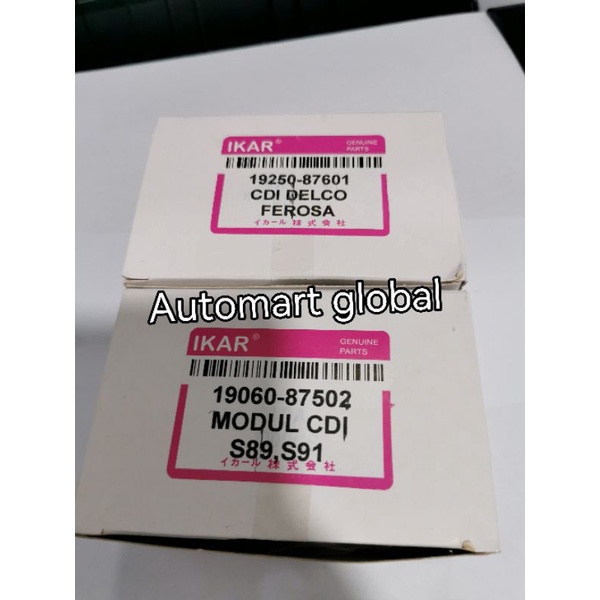 IKAR®
GENUINE
PARTS
19250-87601
CDI DELCO
FEROSA
イカール 株式会社
Automart global
IKAR®
GENUINE
PARTS
19060-87502
MODUL CDI
S89,S91
イカール 株式会社